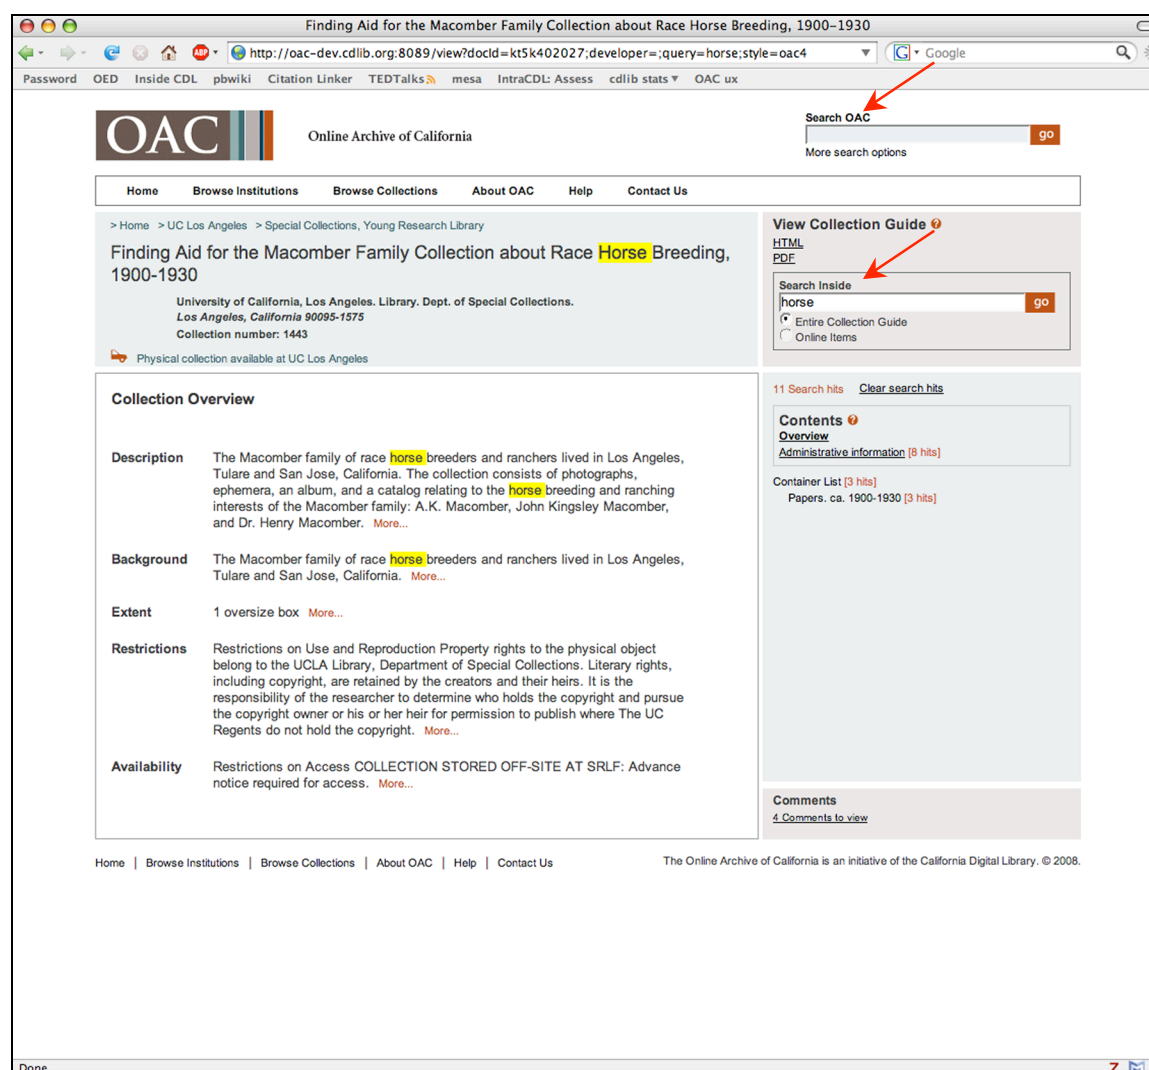 Finding Aid for the Macomber Family Collection about Race Horse Breeding, 1900–1930
ABP http://oac-dev.cdlib.org:8089/view?docId=kt5k402027;developer=;query=horse;style=oac4 G Google
Password OED Inside CDL pbwiki Citation Linker TEDTalks mesa IntraCDL: Assess cdlib stats OAC ux
OAC Online Archive of California
Search OAC
go
More search options
Home Browse Institutions Browse Collections About OAC Help Contact Us
> Home > UC Los Angeles > Special Collections, Young Research Library
Finding Aid for the Macomber Family Collection about Race Horse Breeding,
1900-1930
University of California, Los Angeles. Library. Dept. of Special Collections.
Los Angeles, California 90095-1575
Collection number: 1443
Physical collection available at UC Los Angeles
View Collection Guide ?
HTML
PDF
Search Inside
horse go
Entire Collection Guide
Online Items
Collection Overview
Description The Macomber family of race horse breeders and ranchers lived in Los Angeles,
Tulare and San Jose, California. The collection consists of photographs,
ephemera, an album, and a catalog relating to the horse breeding and ranching
interests of the Macomber family: A.K. Macomber, John Kingsley Macomber,
and Dr. Henry Macomber. More...
Background The Macomber family of race horse breeders and ranchers lived in Los Angeles,
Tulare and San Jose, California. More...
Extent 1 oversize box More...
Restrictions Restrictions on Use and Reproduction Property rights to the physical object
belong to the UCLA Library, Department of Special Collections. Literary rights,
including copyright, are retained by the creators and their heirs. It is the
responsibility of the researcher to determine who holds the copyright and pursue
the copyright owner or his or her heir for permission to publish where The UC
Regents do not hold the copyright. More...
Availability Restrictions on Access COLLECTION STORED OFF-SITE AT SRLF: Advance
notice required for access. More...
11 Search hits Clear search hits
Contents ?
Overview
Administrative information [8 hits]
Container List [3 hits]
Papers. ca. 1900-1930 [3 hits]
Comments
4 Comments to view
Home | Browse Institutions | Browse Collections | About OAC | Help | Contact Us
The Online Archive of California is an initiative of the California Digital Library. © 2008.
Done